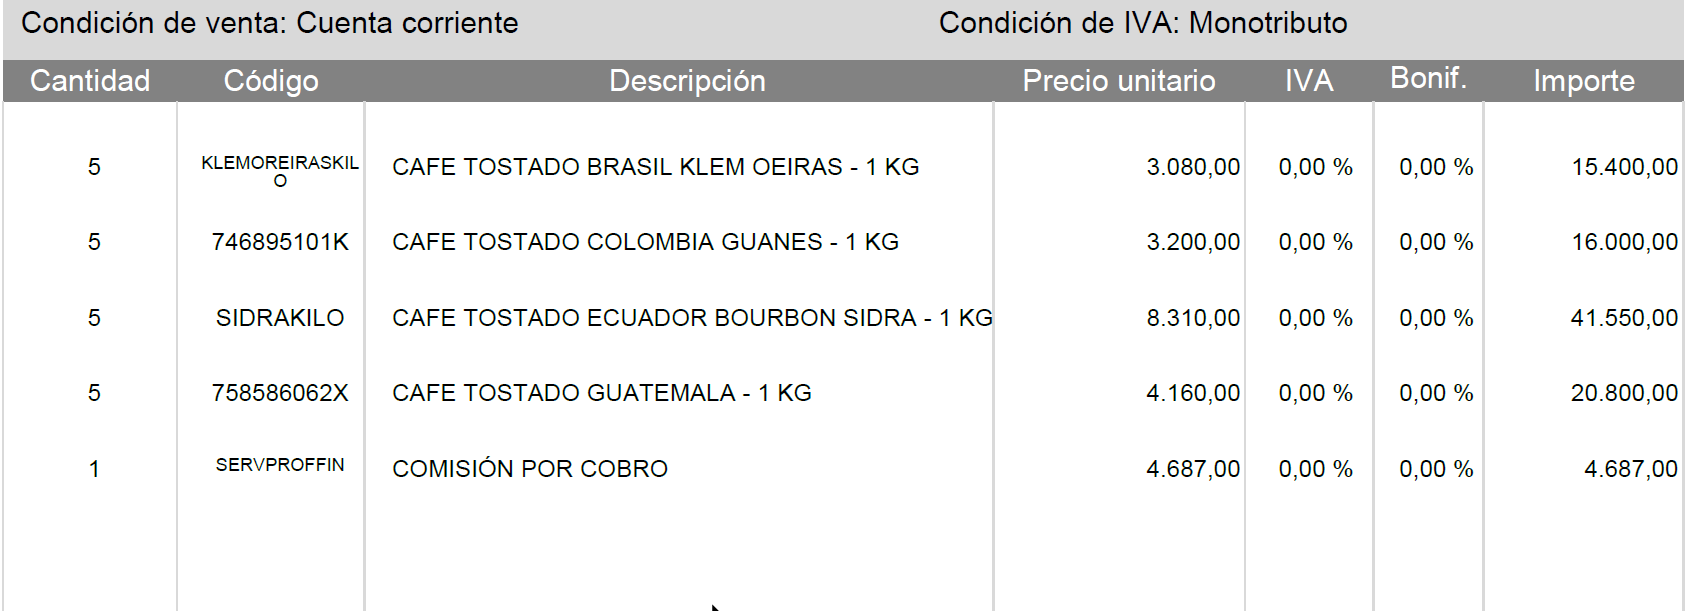 Condición de venta: Cuenta corriente Condición de IVA: Monotributo
Cantidad Código Descripción Precio unitario IVA Bonif. Importe
5 KLEMOREIRASKIL CAFE TOSTADO BRASIL KLEM OEIRAS - 1 KG 3.080,00 0,00 % 0,00 % 15.400,00
O
5 746895101K CAFE TOSTADO COLOMBIA GUANES - 1 KG 3.200,00 0,00 % 0,00 % 16.000,00
5 SIDRAKILO CAFE TOSTADO ECUADOR BOURBON SIDRA - 1 KG 8.310,00 0,00 % 0,00 % 41.550,00
5 758586062X CAFE TOSTADO GUATEMALA - 1 KG 4.160,00 0,00 % 0,00 % 20.800,00
1 SERVPROFFIN COMISIÓN POR COBRO 4.687,00 0,00 % 0,00 % 4.687,00